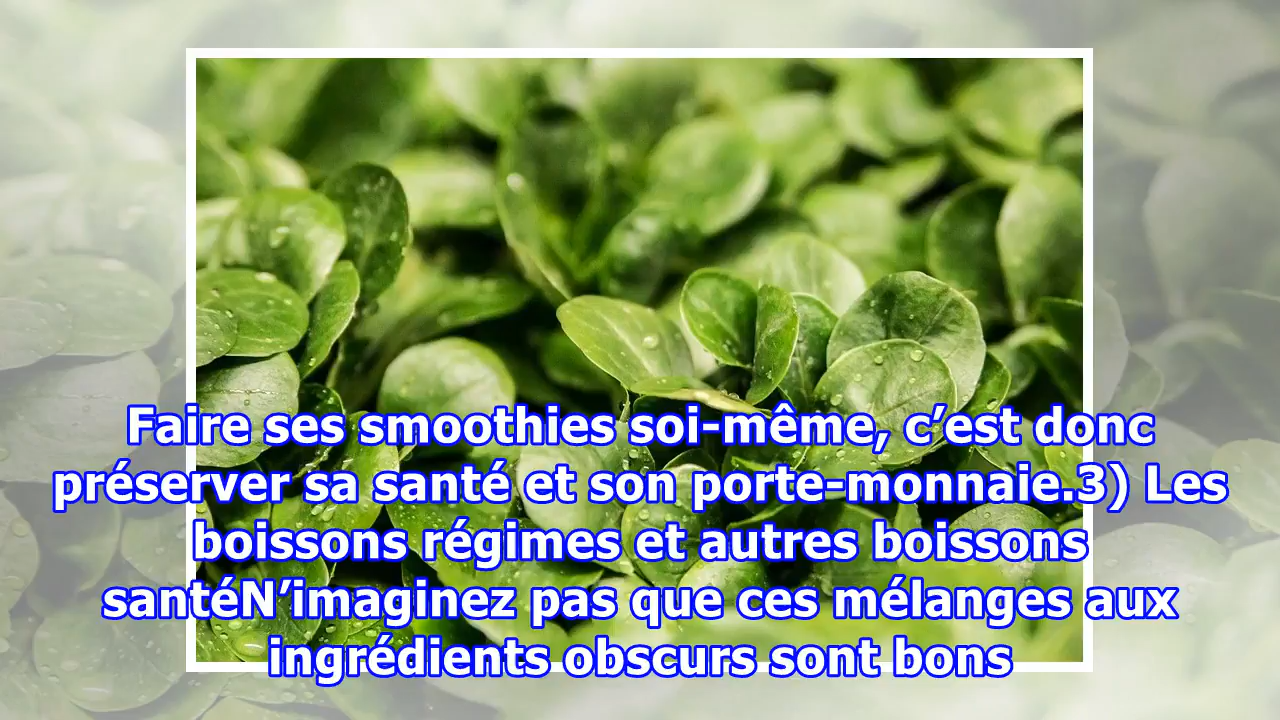 Faire ses smoothies soi-même, c’est donc
préserver sa santé et son porte-monnaie.3) Les
boissons régimes et autres boissons
santéN’imaginez pas que ces mélanges aux
ingrédients obscurs sont bons